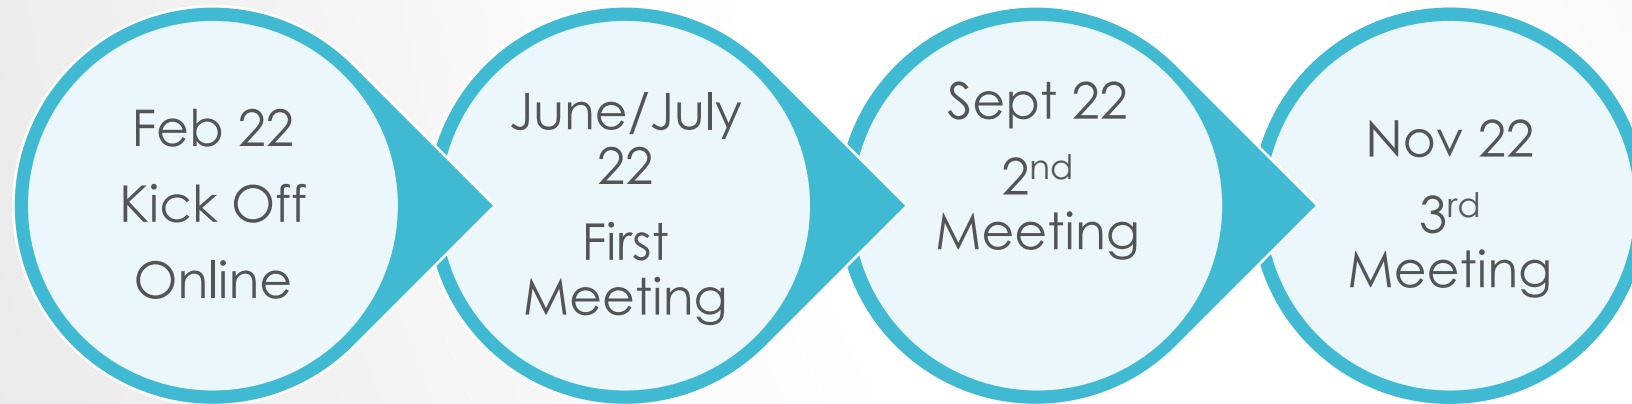 Feb 22
Kick Off
Online
June/July
22
First
Meeting
Sept 22
2nd
Meeting
Nov 22
3rd
Meeting